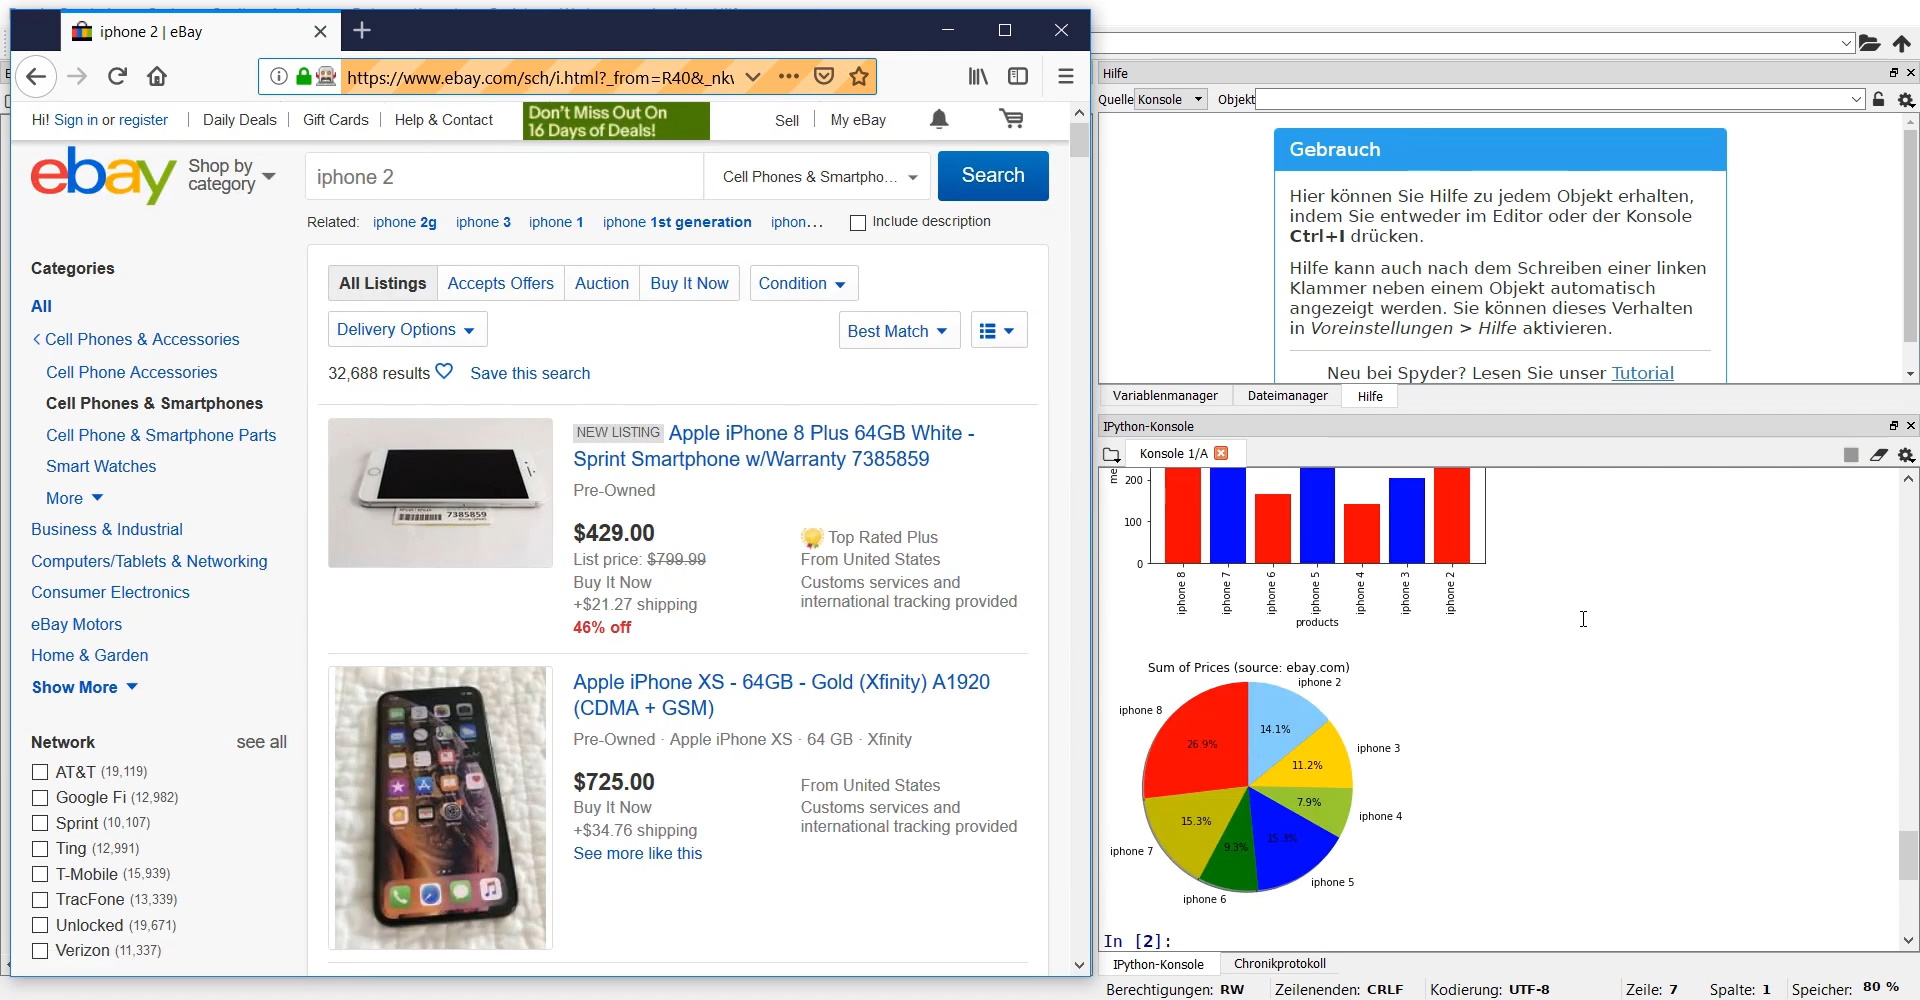 iphone 2 | eBay
https://www.ebay.com/sch/i.html?_from=R40&_nkw
Hi! Sign in or register
Daily Deals
Gift Cards
Help & Contact
Don't Miss Out On
16 Days of Deals!
Sell
My eBay
ebay
Shop by
category
iphone 2
Cell Phones & Smartpho...
Search
Related: iphone 2g iphone 3 iphone 1 iphone 1st generation iphon...
Include description
Categories
All
Cell Phones & Accessories
Cell Phone Accessories
Cell Phones & Smartphones
Cell Phone & Smartphone Parts
Smart Watches
More
Business & Industrial
Computers/Tablets & Networking
Consumer Electronics
eBay Motors
Home & Garden
Show More
Network see all
AT&T (19,119)
Google Fi (12,982)
Sprint (10,107)
Ting (12,991)
T-Mobile (15,939)
TracFone (13,339)
Unlocked (19,671)
Verizon (11,337)
All Listings Accepts Offers Auction Buy It Now Condition
Delivery Options
Best Match
32,688 results Save this search
7385859
NEW LISTING Apple iPhone 8 Plus 64GB White -
Sprint Smartphone w/Warranty 7385859
Pre-Owned
$429.00
List price: $799.99
Buy It Now
+$21.27 shipping
46% off
Top Rated Plus
From United States
Customs services and
international tracking provided
Apple iPhone XS - 64GB - Gold (Xfinity) A1920
(CDMA + GSM)
Pre-Owned · Apple iPhone XS · 64 GB · Xfinity
$725.00
Buy It Now
+$34.76 shipping
See more like this
From United States
Customs services and
international tracking provided
Hilfe
Quelle Konsole Objekt
Gebrauch
Hier können Sie Hilfe zu jedem Objekt erhalten,
indem Sie entweder im Editor oder der Konsole
Ctrl+I drücken.
Hilfe kann auch nach dem Schreiben einer linken
Klammer neben einem Objekt automatisch
angezeigt werden. Sie können dieses Verhalten
in Voreinstellungen > Hilfe aktivieren.
Neu bei Spyder? Lesen Sie unser Tutorial
Variablenmanager Dateimanager Hilfe
IPython-Konsole
Konsole 1/A
me
200
100
0
iphone 8
iphone 7
iphone 6
iphone 5
iphone 4
iphone 3
iphone 2
products
Sum of Prices (source: ebay.com)
iphone 2
14.1%
iphone 3
11.2%
iphone 4
7.9%
iphone 5
15.3%
iphone 6
9.3%
iphone 7
15.3%
iphone 8
26.9%
In [2]:
IPython-Konsole Chronikprotokoll
Berechtigungen: RW Zeilenenden: CRLF Kodierung: UTF-8 Zeile: 7 Spalte: 1 Speicher: 80 %